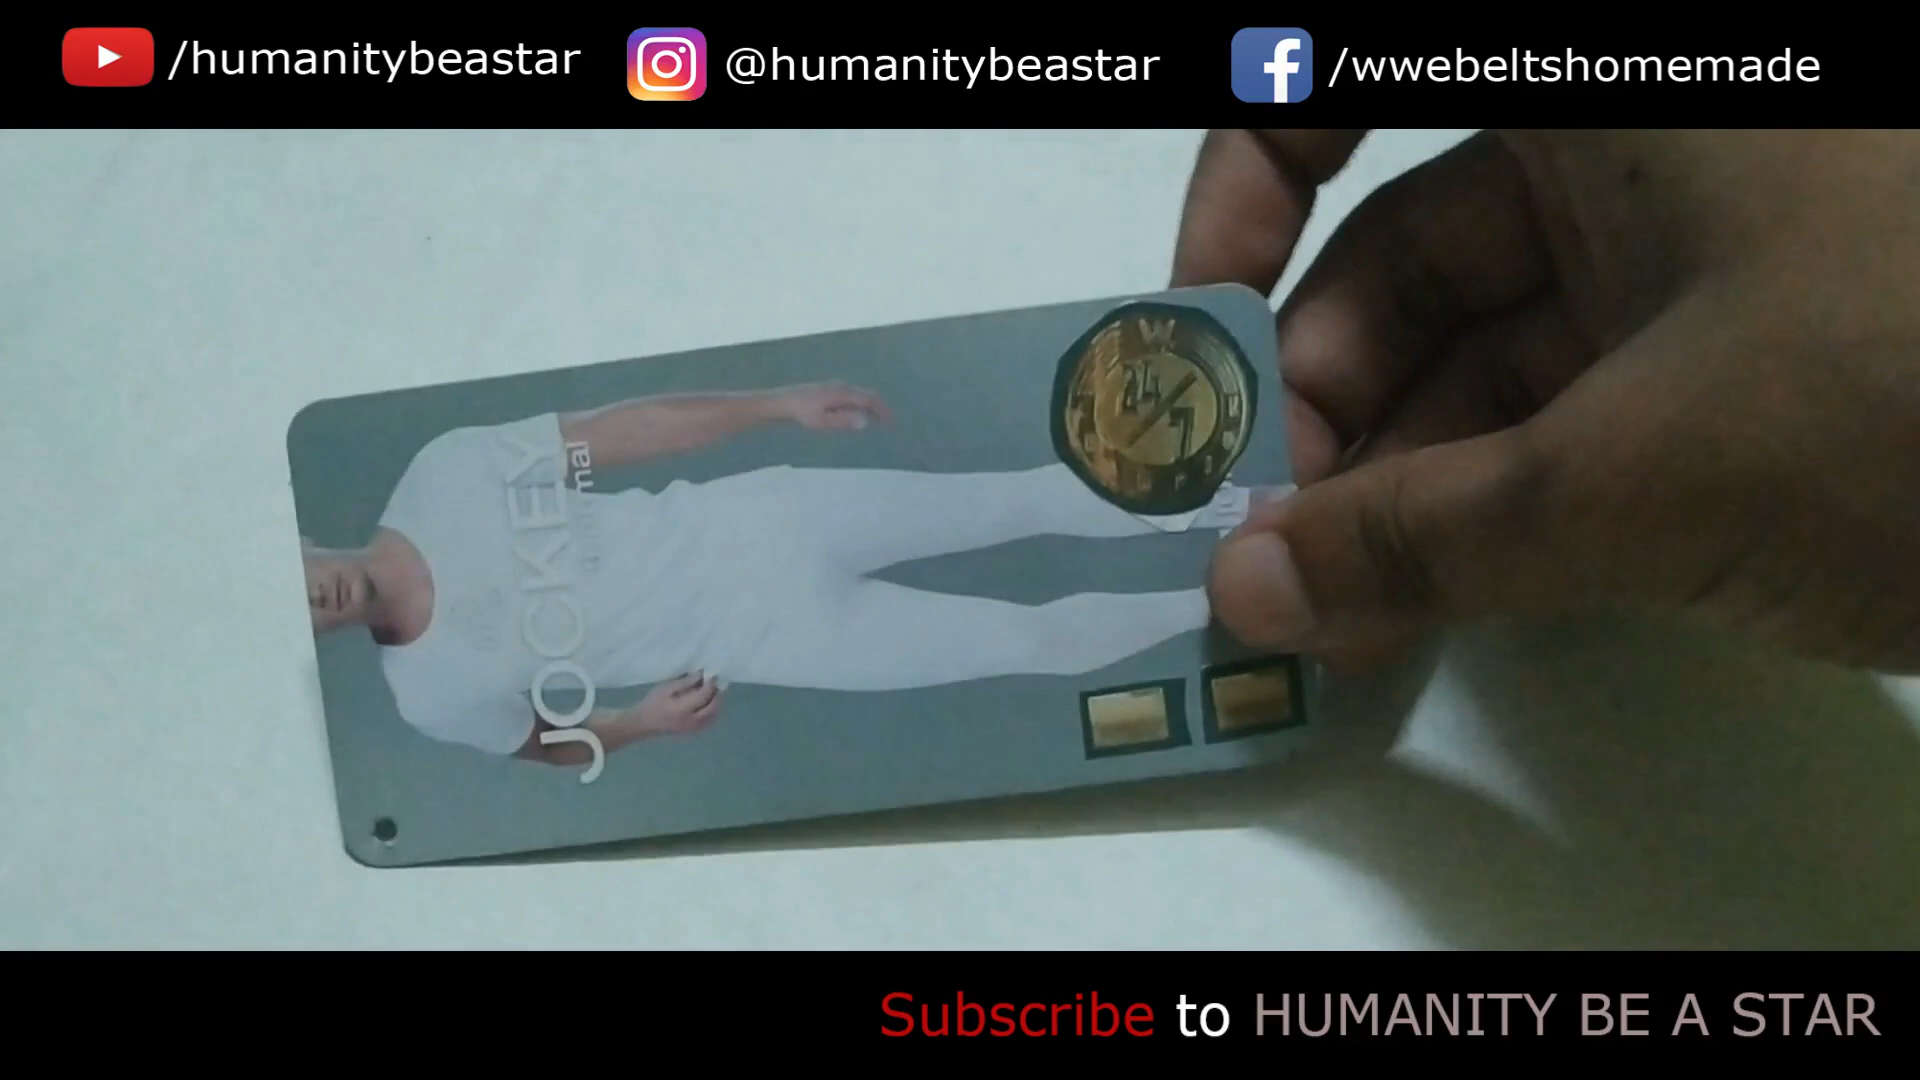 /humanitybeastar
@humanitybeastar
/wwebeltshomemade
JOCKEY
W
24
7
Subscribe to HUMANITY BE A STAR